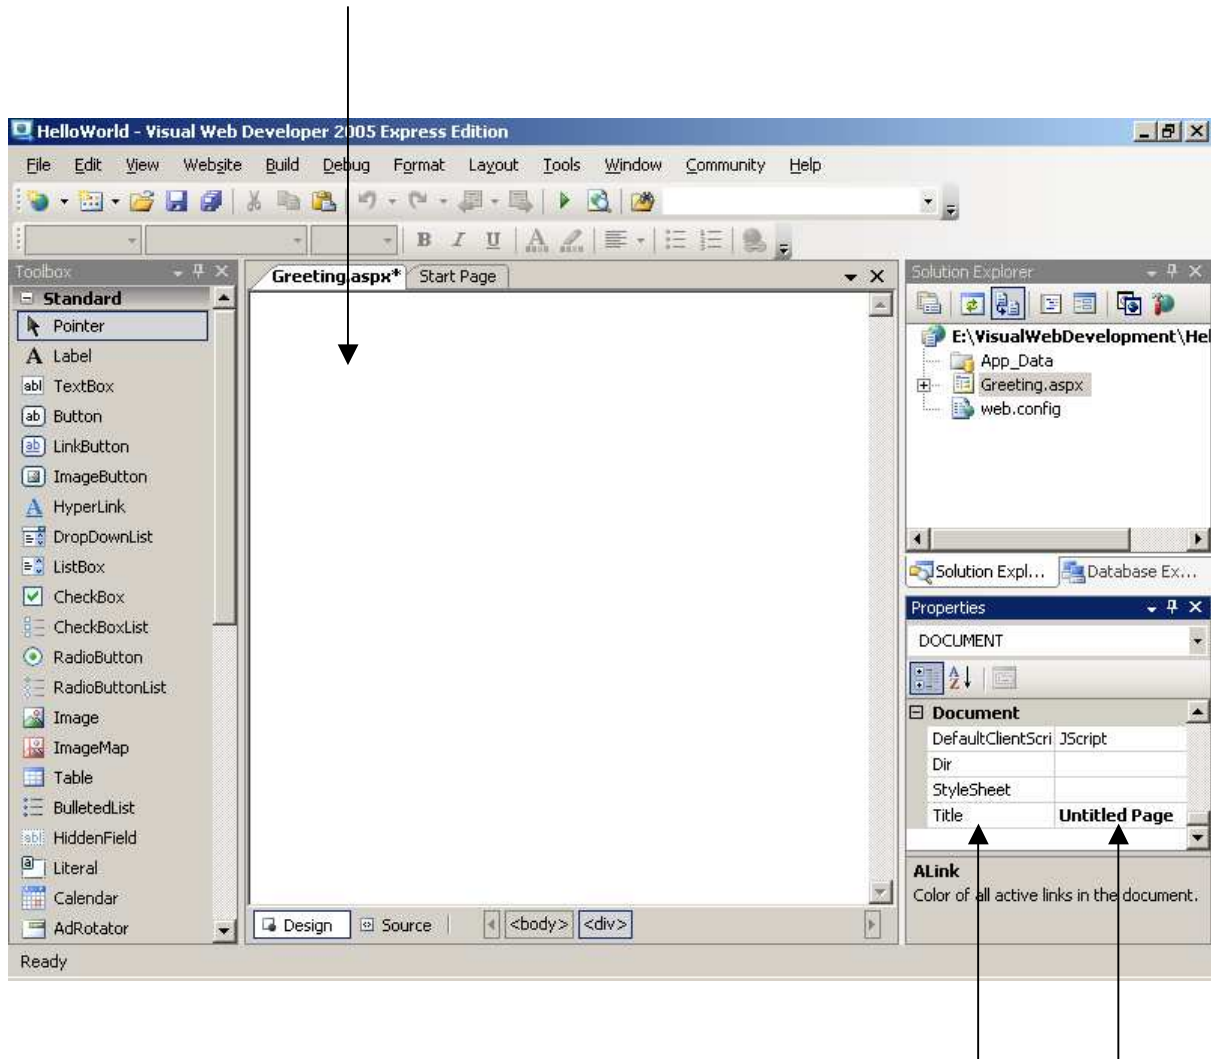 HelloWorld - Visual Web Developer 2005 Express Edition
File Edit View Website Build Debug Format Layout Tools Window Community Help
B I U A
Toolbox
Standard
Pointer
A Label
abl TextBox
ab Button
ab LinkButton
ImageButton
A HyperLink
DropDownList
ListBox
CheckBox
CheckBoxList
RadioButton
RadioButtonList
Image
ImageMap
Table
BulletedList
abl HiddenField
a Literal
Calendar
AdRotator
Greeting.aspx* Start Page
Design Source <body> <div>
Solution Explorer
E:\VisualWebDevelopment\Hel
App_Data
Greeting.aspx
web.config
Solution Expl... Database Ex...
Properties
DOCUMENT
A Z
Document
DefaultClientScri JScript
Dir
StyleSheet
Title Untitled Page
ALink
Color of all active links in the document.
Ready